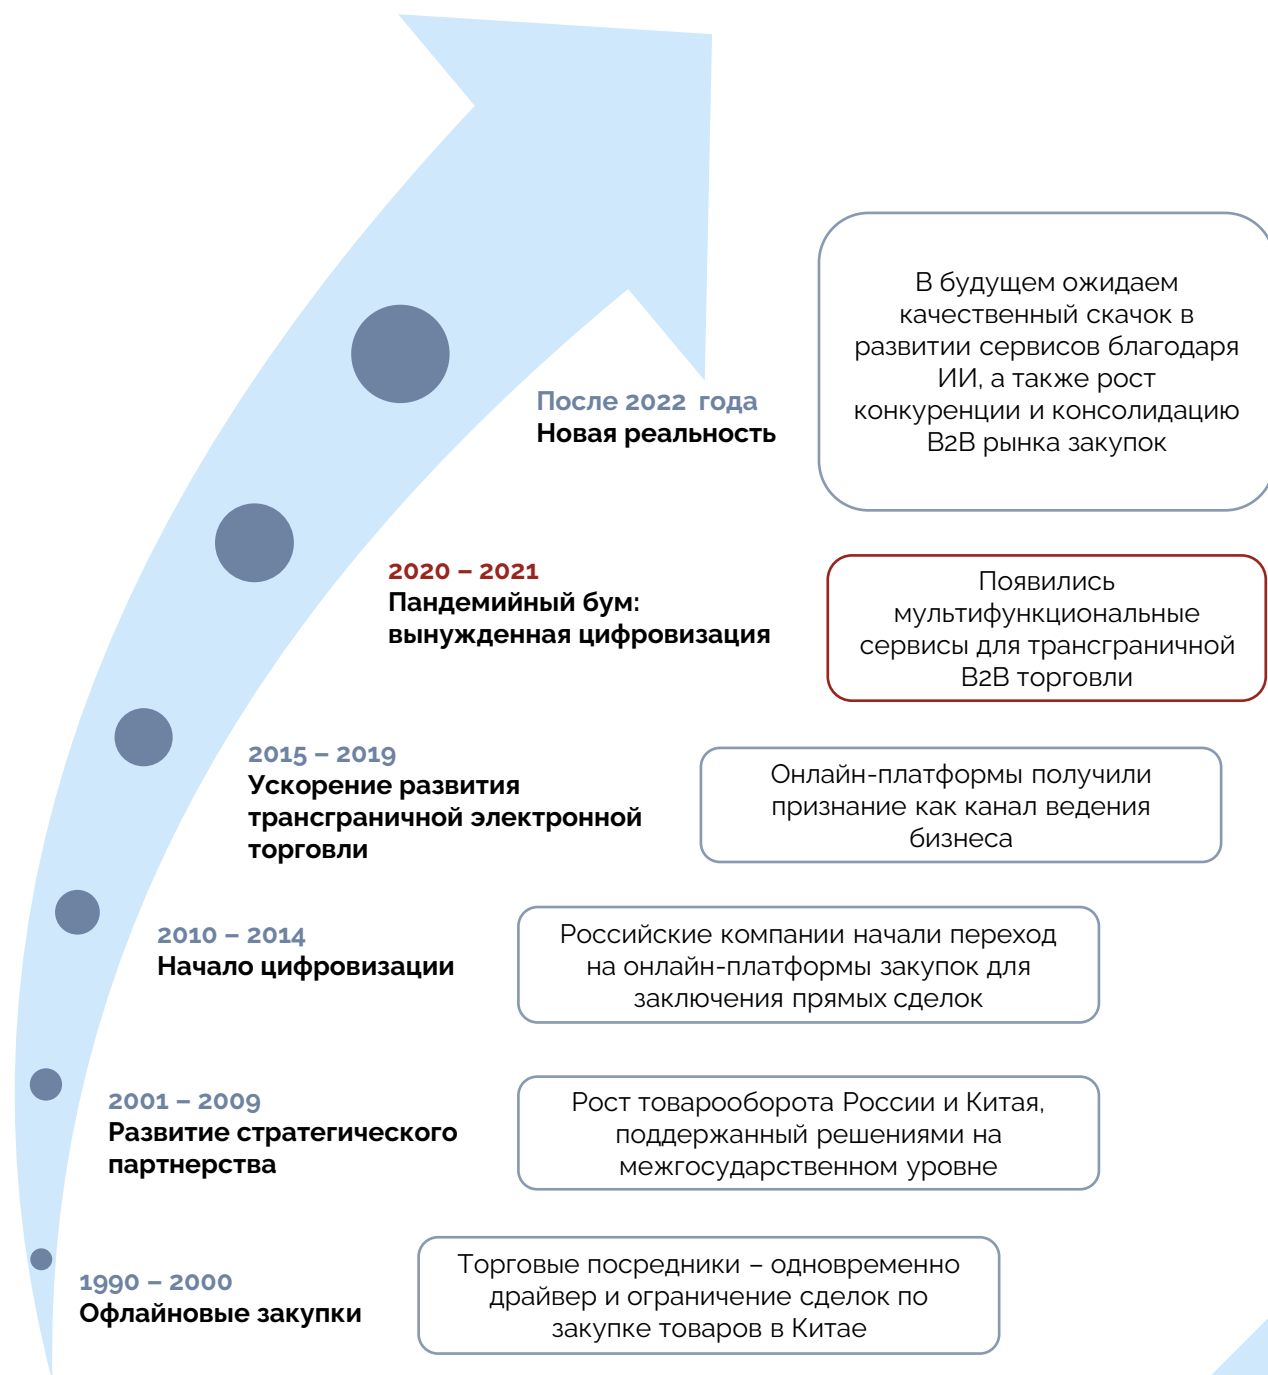 В будущем ожидаем
качественный скачок в
развитии сервисов благодаря
ИИ, а также рост
конкуренции и консолидацию
B2B рынка закупок
После 2022 года
Новая реальность
2020 – 2021
Пандемийный бум:
вынужденная цифровизация
Появились
мультифункциональные
сервисы для трансграничной
B2B торговли
2015 – 2019
Ускорение развития
трансграничной электронной
торговли
Онлайн-платформы получили
признание как канал ведения
бизнеса
2010 – 2014
Начало цифровизации
Российские компании начали переход
на онлайн-платформы закупок для
заключения прямых сделок
2001 – 2009
Развитие стратегического
партнерства
Рост товарооборота России и Китая,
поддержанный решениями на
межгосударственном уровне
1990 – 2000
Офлайновые закупки
Торговые посредники – одновременно
драйвер и ограничение сделок по
закупке товаров в Китае